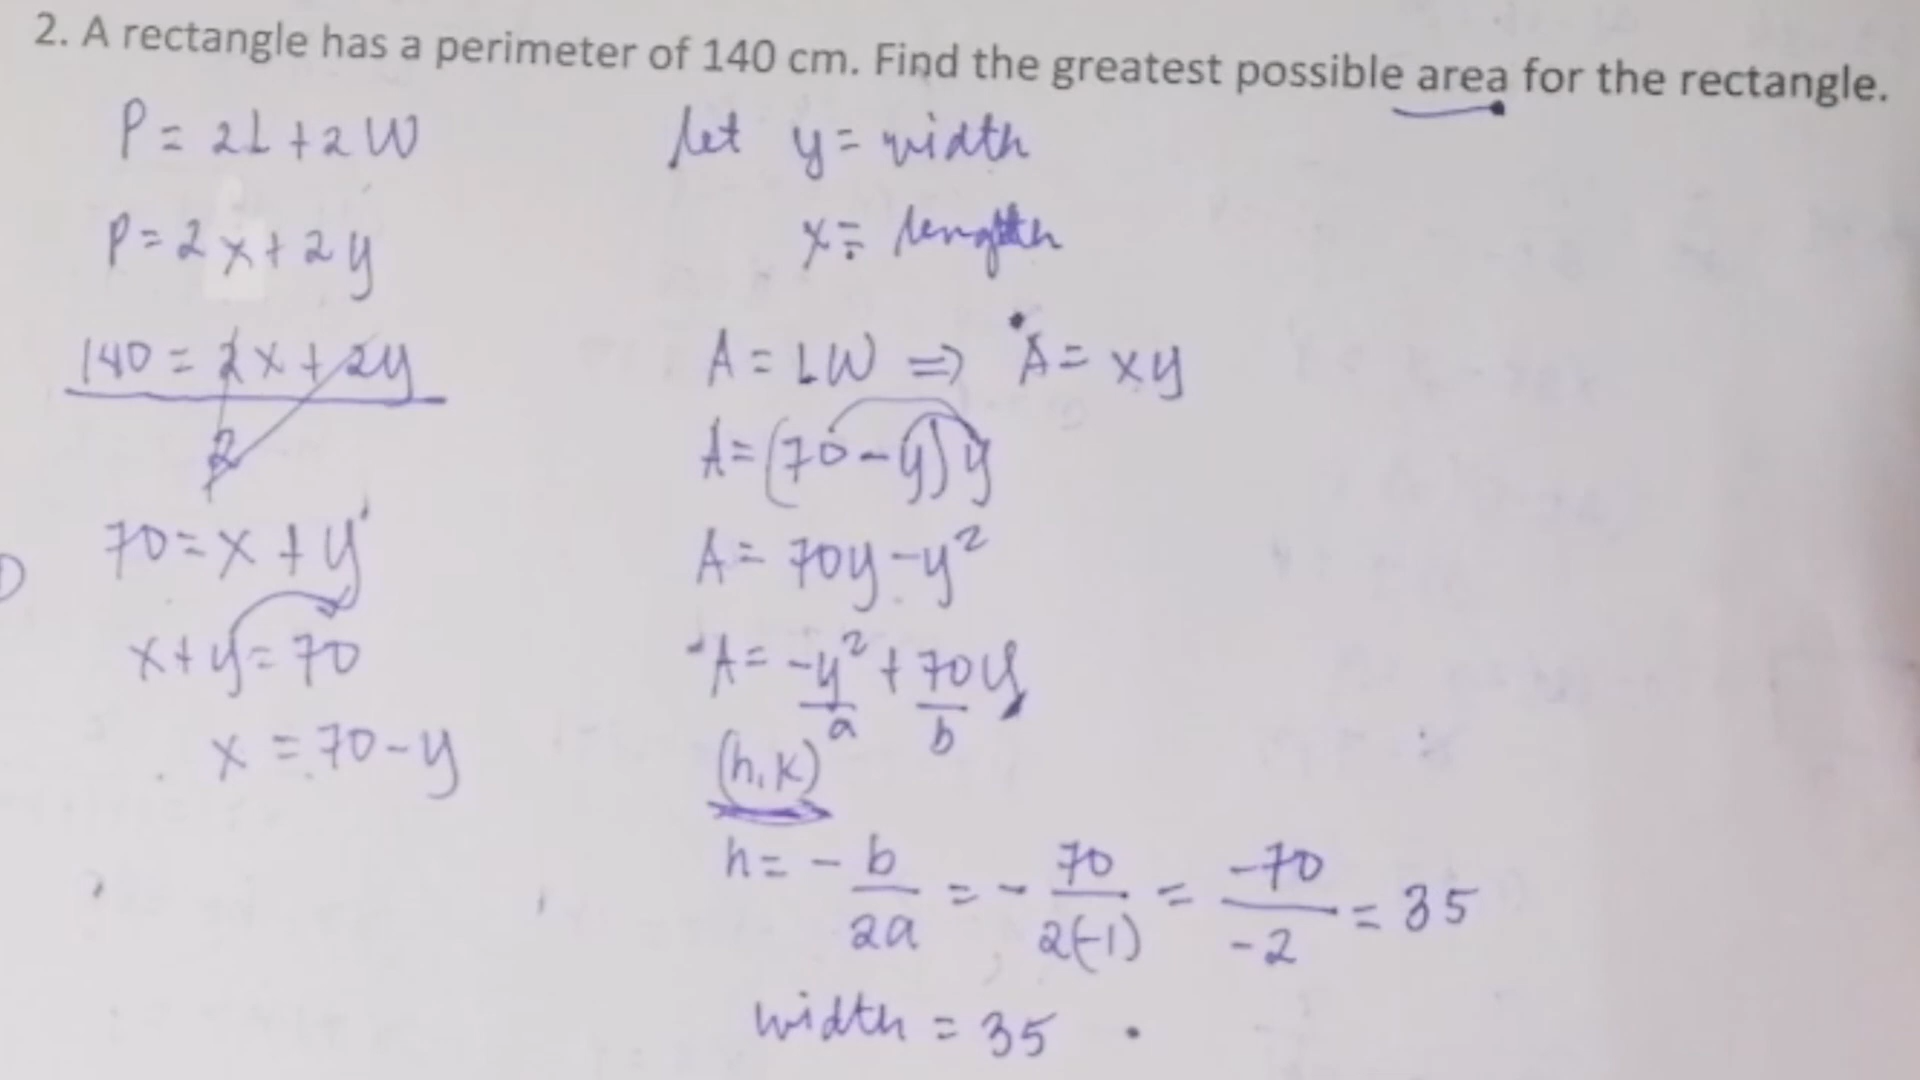 2. A rectangle has a perimeter of 140 cm. Find the greatest possible area for the rectangle.
P = 2L + 2W
P = 2x + 2y
140 = 2x + 2y
2
70 = x + y
x + y = 70
x = 70 - y
let y = width
x = length
A = LW ⇒ A = xy
A = (70 - y) y
A = 70y - y²
A = -y² + 70y
a b
(h, k)
h = - b/2a = - 70/2(-1) = -70/-2 = 35
width = 35